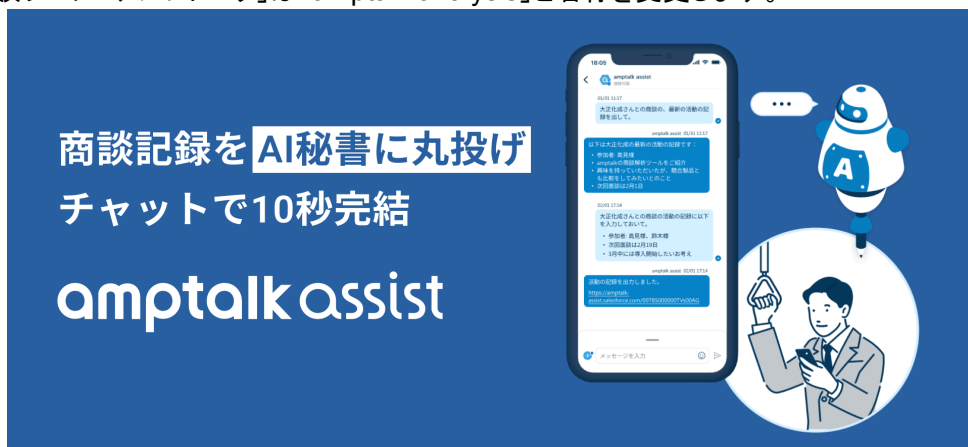 商談記録をAI秘書に丸投げ
チャットで10秒完結
amptalk assist
18:05
amptalk assist
01/01 11:17
大正化成さんとの商談の、最新の活動の記
録を出して。
amptalk assist 01/01 11:17
以下は大正化成の最新の活動の記録です：
・参加者: 高見様
・amptalkの商談解析ツールをご紹介
・興味を持っていただいたが、競合製品と
も比較をしてみたいとのこと
・次回面談は2月1日
02/01 17:14
大正化成さんとの商談の活動の記録に以下
を入力しておいて。
・参加者: 高見様、鈴木様
・次回面談は2月19日
・3月中には導入開始したいお考え
amptalk assist 02/01 17:14
活動の記録を出力しました。
https://amptalk-
メッセージを入力
A